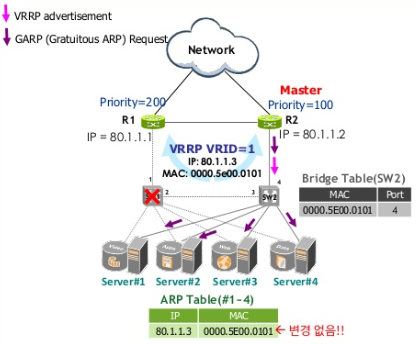 VRRP advertisement
GARP (Gratuitous ARP) Request
Network
Master
Priority=200
Priority=100
R1
R2
IP = 80.1.1.1
IP = 80.1.1.2
VRRP VRID=1
IP: 80.1.1.3
MAC: 0000.5e00.0101
Bridge Table(SW2)
MAC Port
0000.5E00.0101 4
1
4
2
3
SW2
Server#1
Server#2
Server#3
Server#4
ARP Table(#1~4)
IP MAC
80.1.1.3 0000.5E00.0101
← 변경 없음!!